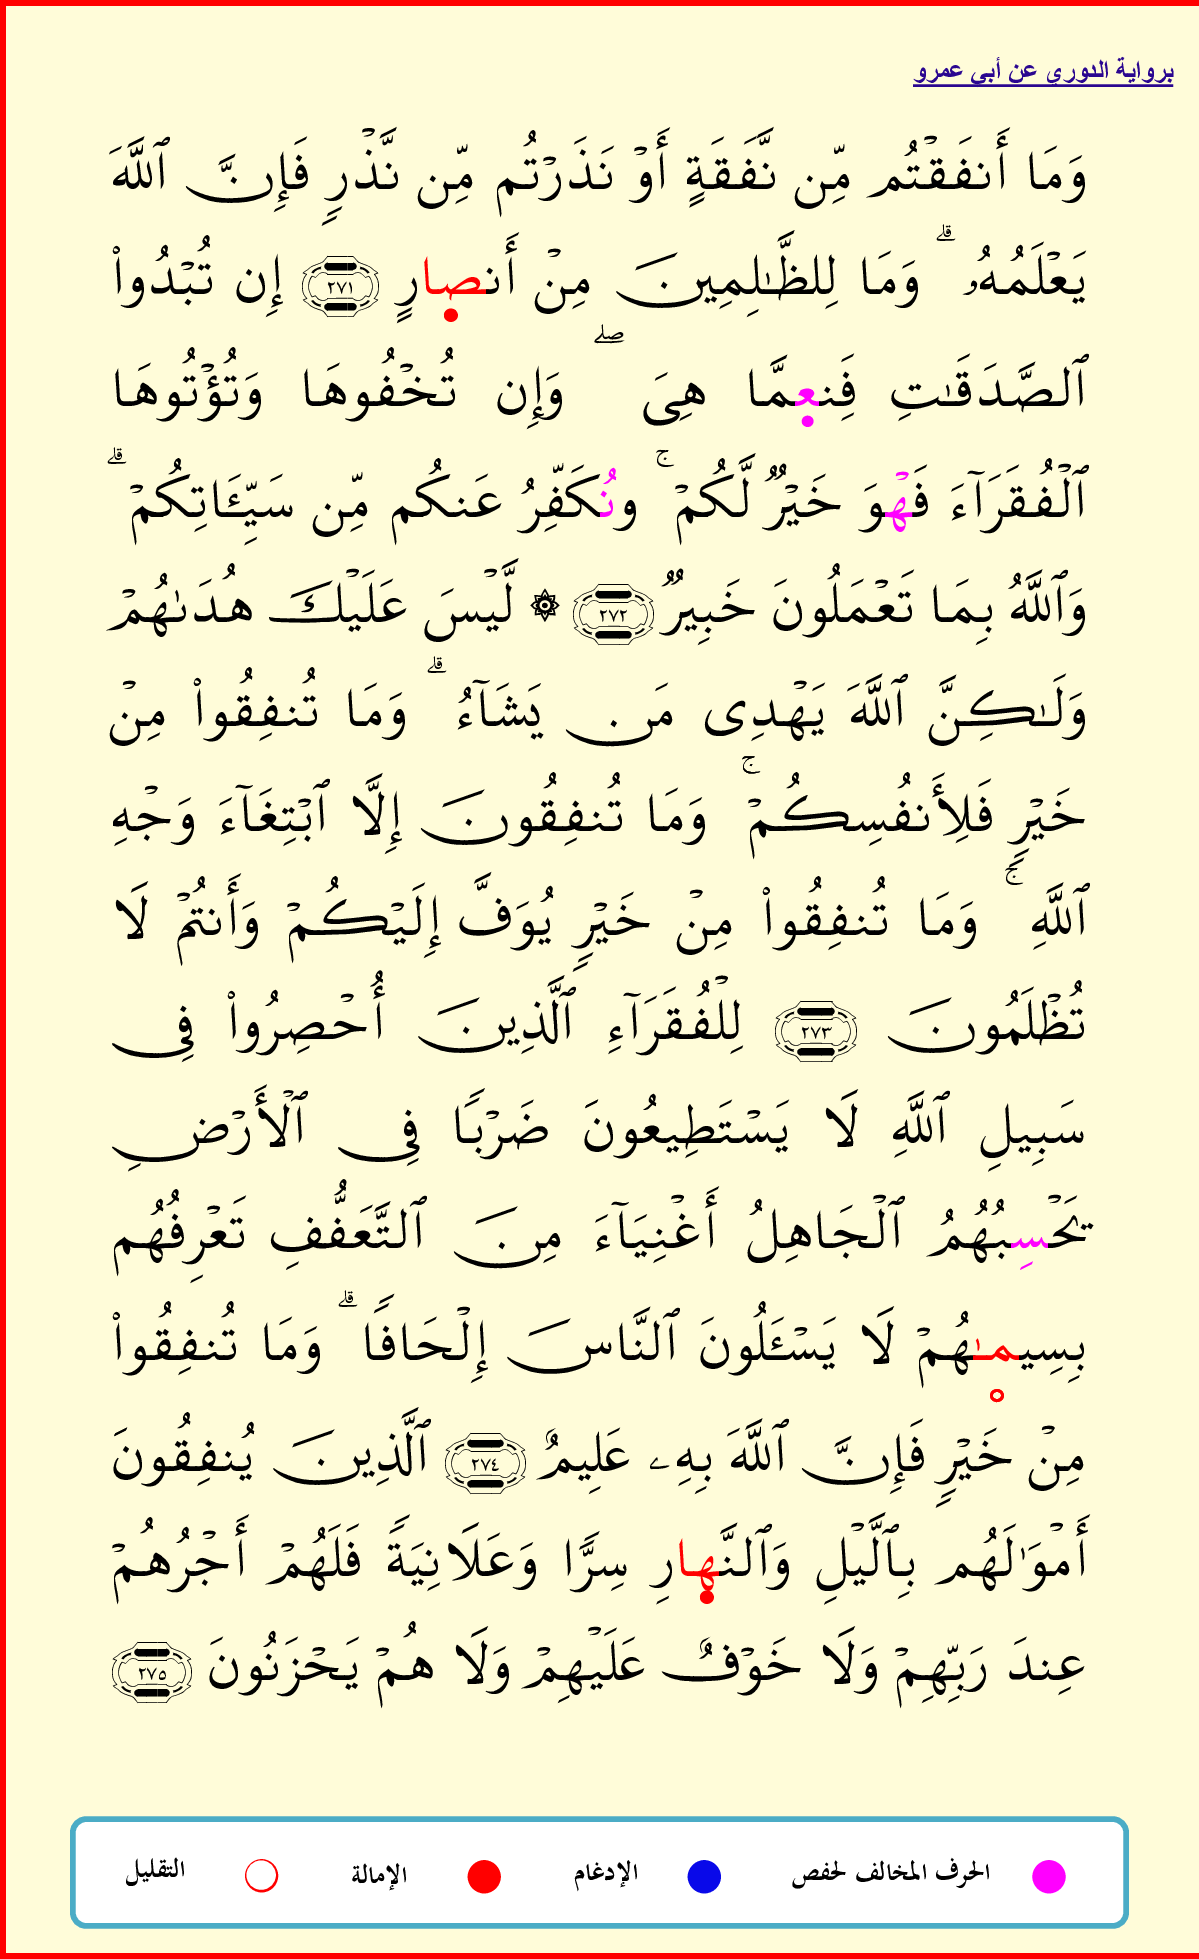 برواية الدوري عن أبي عمرو
وَمَا أَنفَقۡتُم مِّن نَّفَقَةٍ أَوۡ نَذَرۡتُم مِّن نَّذۡرٖ فَإِنَّ ٱللَّهَ
يَعۡلَمُهُۥۗ وَمَا لِلظَّٰلِمِينَ مِنۡ أَنصارٍ ٢٧١ إِن تُبۡدُواْ
ٱلصَّدَقَٰتِ فَنِعمَّا هِيَۖ وَإِن تُخۡفُوهَا وَتُؤۡتُوهَا
ٱلۡفُقَرَآءَ فَهۡوَ خَيۡرٞ لَّكُمۡۚ ونُكَفِّرُ عَنكُم مِّن سَيِّـَٔاتِكُمۡۗ
وَٱللَّهُ بِمَا تَعۡمَلُونَ خَبِيرٞ ٢٧٢ ۞ لَّيۡسَ عَلَيۡكَ هُدَىٰهُمۡ
وَلَٰكِنَّ ٱللَّهَ يَهۡدِي مَن يَشَآءُۗ وَمَا تُنفِقُواْ مِنۡ
خَيۡرٖ فَلِأَنفُسِكُمۡۚ وَمَا تُنفِقُونَ إِلَّا ٱبۡتِغَآءَ وَجۡهِ
ٱللَّهِۚ وَمَا تُنفِقُواْ مِنۡ خَيۡرٖ يُوَفَّ إِلَيۡكُمۡ وَأَنتُمۡ لَا
تُظۡلَمُونَ ٢٧٣ لِلۡفُقَرَآءِ ٱلَّذِينَ أُحۡصِرُواْ فِي
سَبِيلِ ٱللَّهِ لَا يَسۡتَطِيعُونَ ضَرۡبٗا فِي ٱلۡأَرۡضِ
يَحۡسِبُهُمُ ٱلۡجَاهِلُ أَغۡنِيَآءَ مِنَ ٱلتَّعَفُّفِ تَعۡرِفُهُم
بِسِيمٰهُمۡ لَا يَسۡـَٔلُونَ ٱلنَّاسَ إِلۡحَافٗاۗ وَمَا تُنفِقُواْ
مِنۡ خَيۡرٖ فَإِنَّ ٱللَّهَ بِهِۦ عَلِيمٌ ٢٧٤ ٱلَّذِينَ يُنفِقُونَ
أَمۡوَٰلَهُم بِٱلَّيۡلِ وَٱلنَّهارِ سِرّٗا وَعَلَانِيَةٗ فَلَهُمۡ أَجۡرُهُمۡ
عِندَ رَبِّهِمۡ وَلَا خَوۡفٌ عَلَيۡهِمۡ وَلَا هُمۡ يَحۡزَنُونَ ٢٧٥
الحرف المخالف لحفص الإدغام الإمالة التقليل